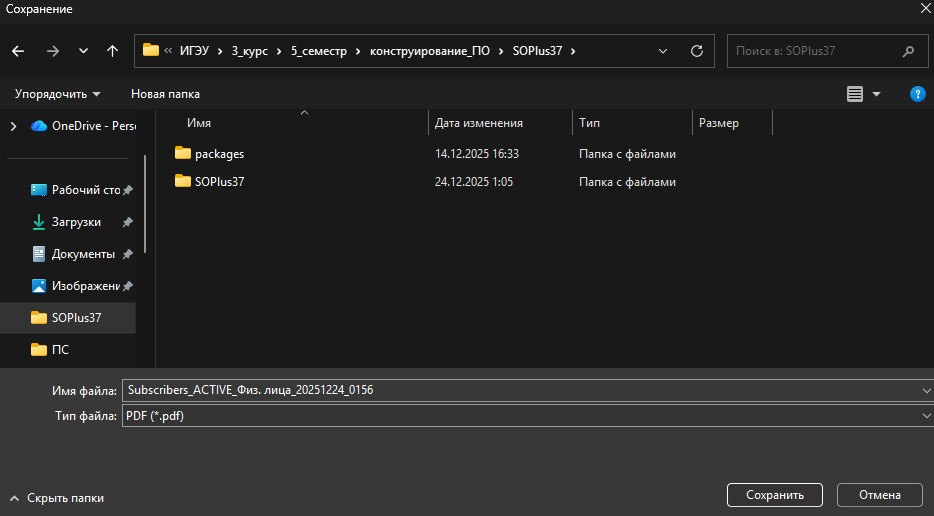 Сохранение
« ИГЭУ › 3_курс › 5_семестр › конструирование_ПО › SOPlus37 ›
Поиск в: SOPlus37
Упорядочить
Новая папка
OneDrive - Perso
Рабочий сто
Загрузки
Документы
Изображени
SOPlus37
ПС
Имя Дата изменения Тип Размер
packages 14.12.2025 16:33 Папка с файлами
SOPlus37 24.12.2025 1:05 Папка с файлами
Имя файла: Subscribers_ACTIVE_Физ. лица_20251224_0156
Тип файла: PDF (*.pdf)
Скрыть папки
Сохранить
Отмена